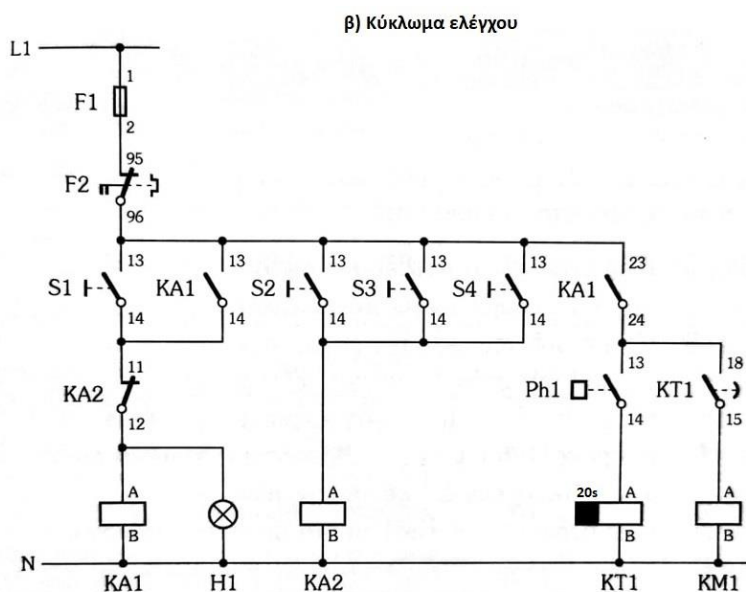 β) Κύκλωμα ελέγχου
L1
1
F1
2
95
F2
96
13 13 13 13 13 23
S1 KA1 S2 S3 S4 KA1
14 14 14 14 14 24
11 13 18
KA2 Ph1 KT1
12 14 15
A A 20s A A
B B B B
N
KA1 H1 KA2 KT1 KM1